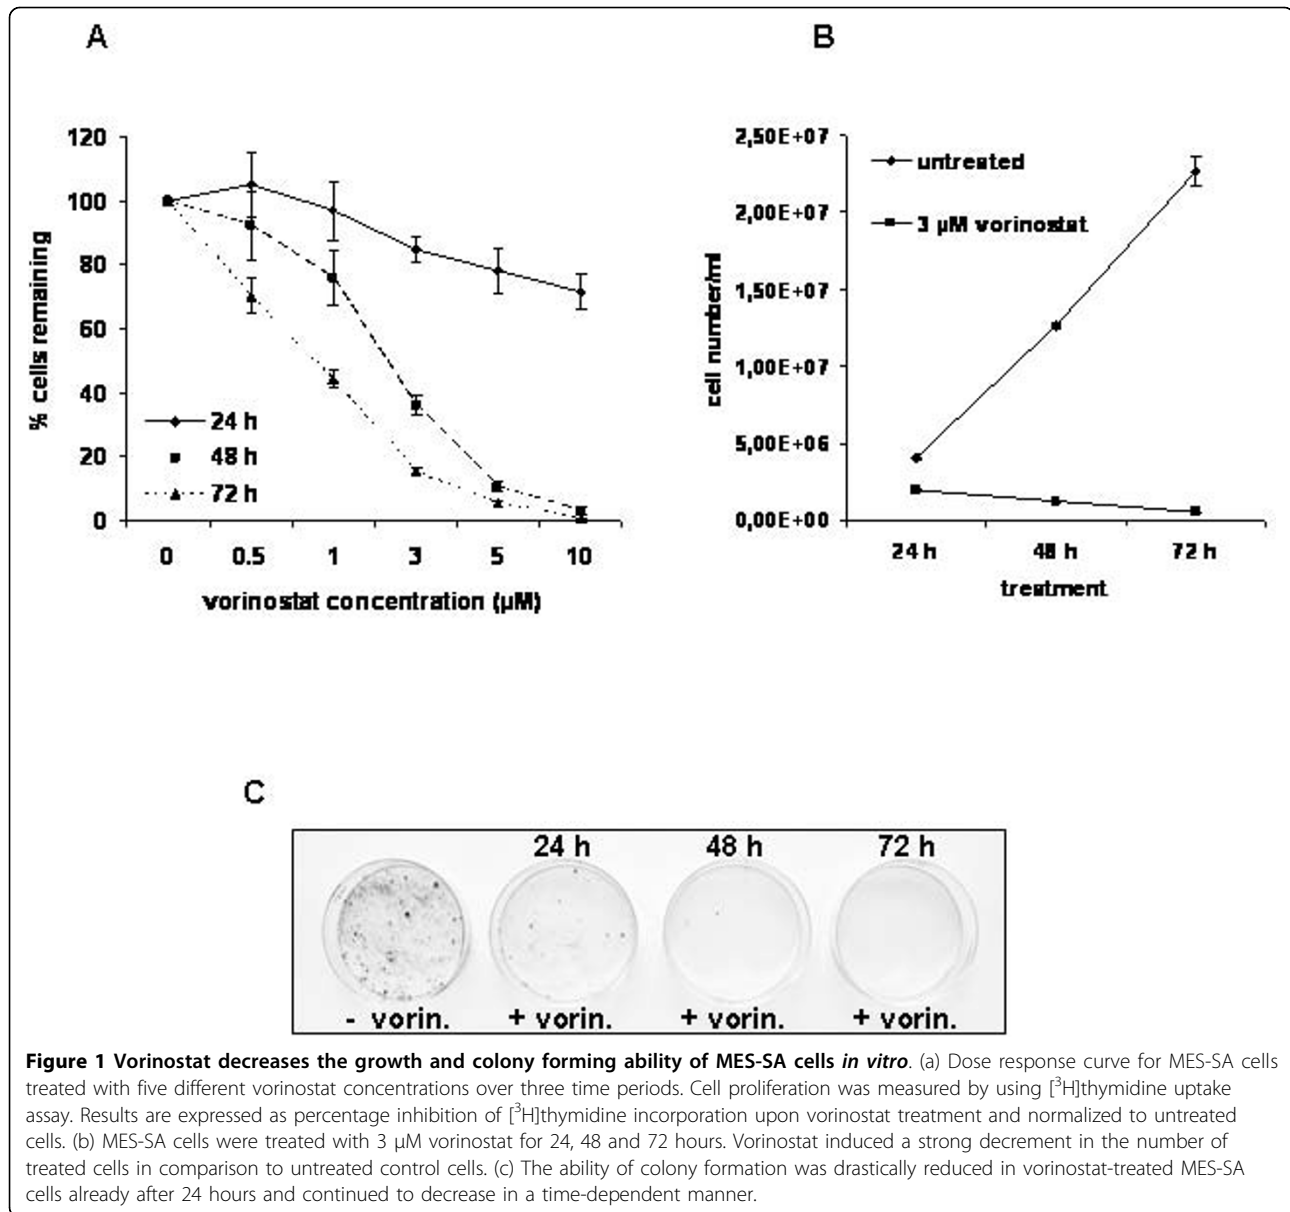 A
120
100
80
60
40
20
0
% cells remaining
24 h
48 h
72 h
0 0.5 1 3 5 10
vorinostat concentration (µM)
B
2,50E+07
2,00E+07
1,50E+07
1,00E+07
5,00E+06
0,00E+00
cell number/ml
untreated
3 µM vorinostat
24 h 48 h 72 h
treatment
C
24 h 48 h 72 h
- vorin. + vorin. + vorin. + vorin.
Figure 1 Vorinostat decreases the growth and colony forming ability of MES-SA cells in vitro. (a) Dose response curve for MES-SA cells
treated with five different vorinostat concentrations over three time periods. Cell proliferation was measured by using [³H]thymidine uptake
assay. Results are expressed as percentage inhibition of [³H]thymidine incorporation upon vorinostat treatment and normalized to untreated
cells. (b) MES-SA cells were treated with 3 µM vorinostat for 24, 48 and 72 hours. Vorinostat induced a strong decrement in the number of
treated cells in comparison to untreated control cells. (c) The ability of colony formation was drastically reduced in vorinostat-treated MES-SA
cells already after 24 hours and continued to decrease in a time-dependent manner.